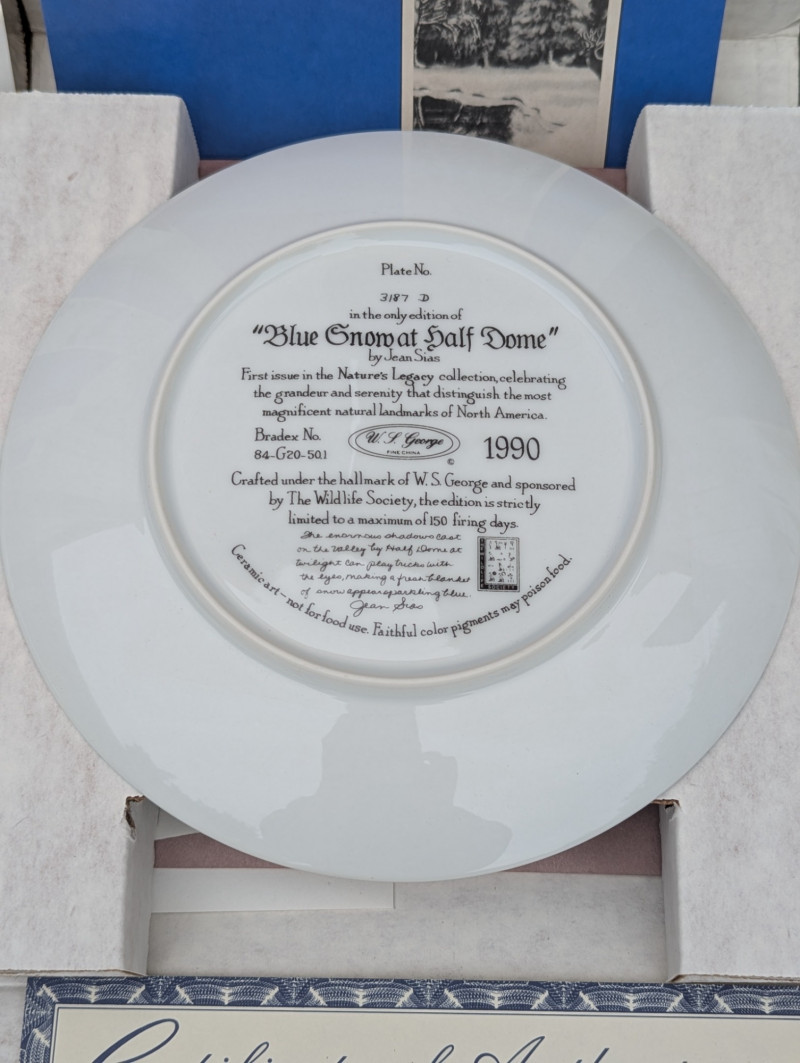 Plate No.
3187 D
in the only edition of
"Blue Snow at Half Dome"
by Jean Sias
First issue in the Nature's Legacy collection, celebrating
the grandeur and serenity that distinguish the most
magnificent natural landmarks of North America.
Bradex No.
84-G20-50.1
W. S. George
FINE CHINA
©
1990
Crafted under the hallmark of W. S. George and sponsored
by The Wildlife Society, the edition is strictly
limited to a maximum of 150 firing days.
The enormous shadows cast
on the valley by Half Dome at
twilight can play tricks with
the eyes, making a fresh blanket
of snow appear sparkling blue.
Jean Sias
SOCIETY
Ceramic art – not for food use. Faithful color pigments may poison food.
Certificate of Authen